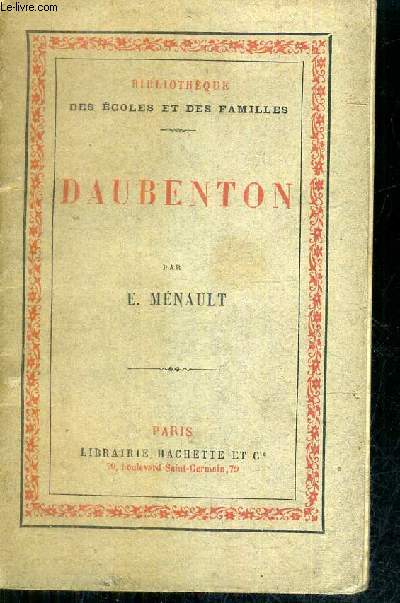 Le-livre.com
BIBLIOTHÈQUE
DES ÉCOLES ET DES FAMILLES
DAUBENTON
PAR
E. MÉNAULT
PARIS
LIBRAIRIE HACHETTE ET Cie
79, boulevard Saint-Germain, 79